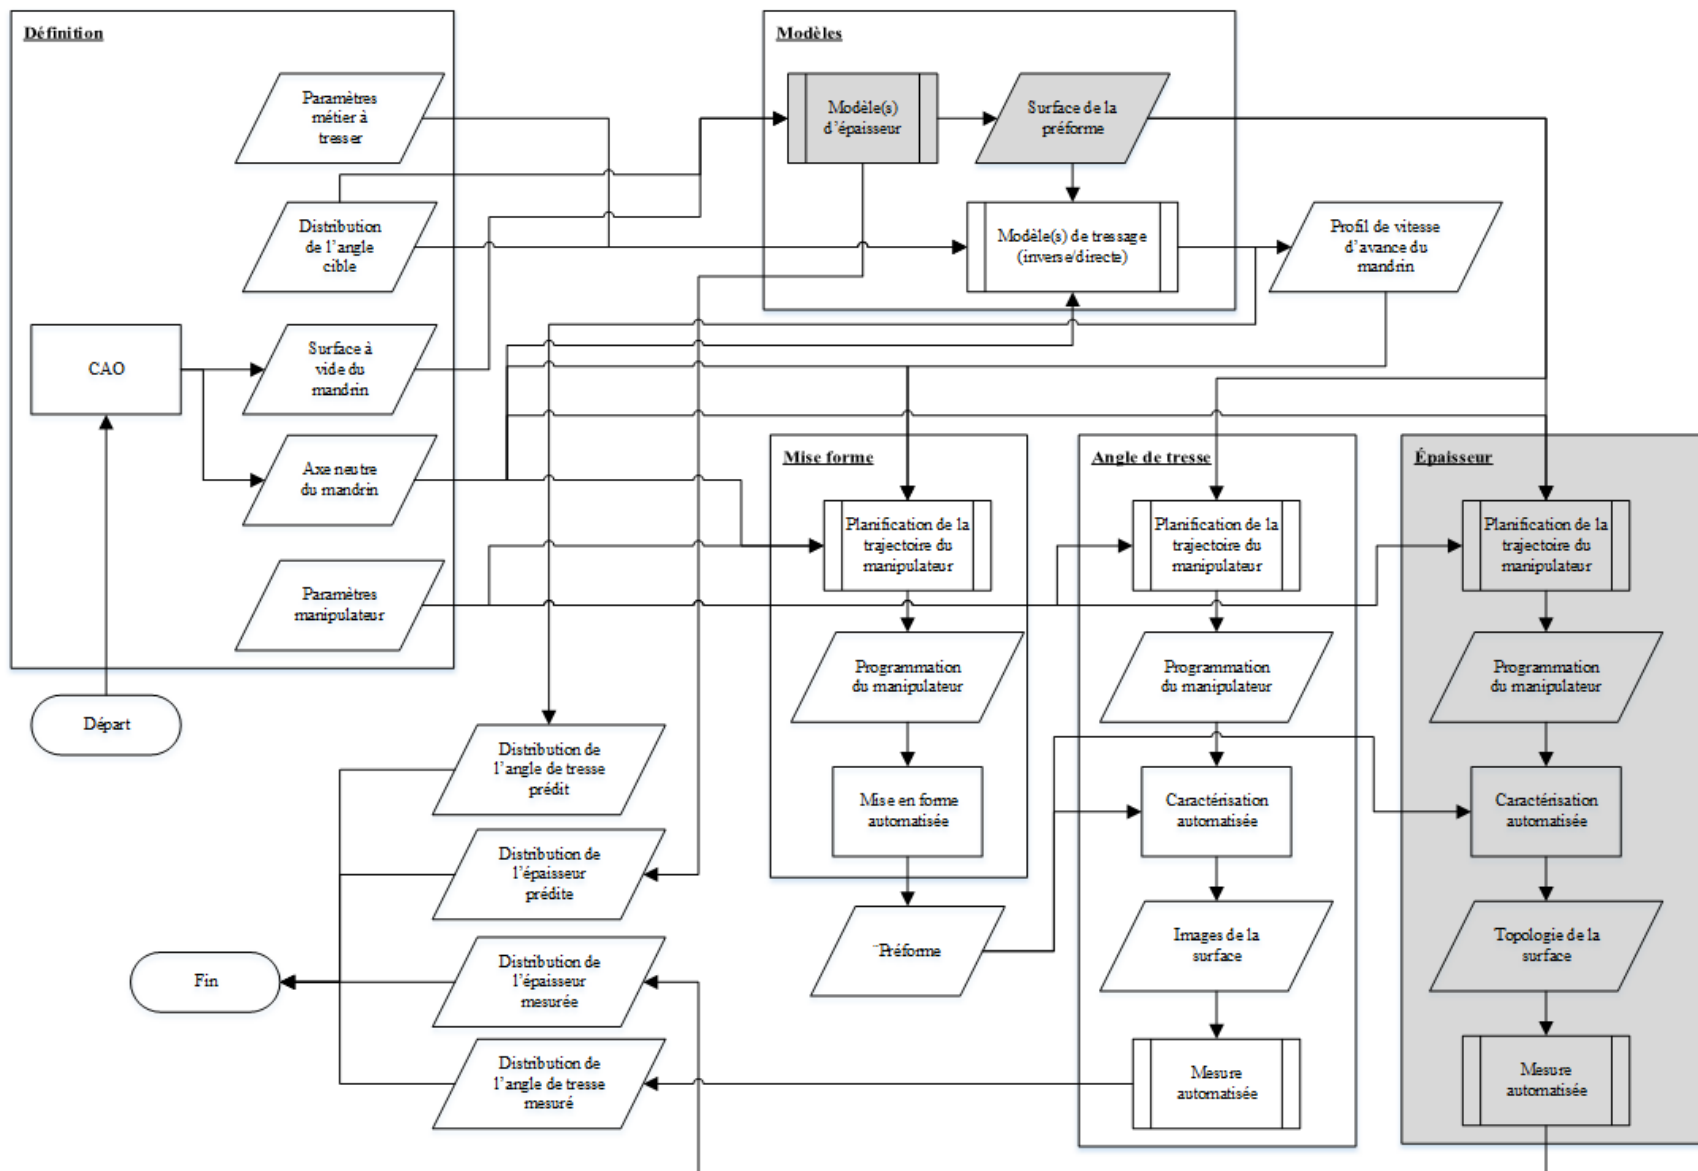 Définition
Paramètres
métier à
tresser
Distribution
de l'angle
cible
CAO
Surface à
vide du
mandrin
Axe neutre
du mandrin
Paramètres
manipulateur
Départ
Modèles
Modèle(s)
d'épaisseur
Surface de la
préforme
Modèle(s) de tressage
(inverse/directe)
Profil de vitesse
d'avance du
mandrin
Mise forme
Planification de la
trajectoire du
manipulateur
Programmation
du manipulateur
Mise en forme
automatisée
¨Préforme
Angle de tresse
Planification de la
trajectoire du
manipulateur
Programmation
du manipulateur
Caractérisation
automatisée
Images de la
surface
Mesure
automatisée
Épaisseur
Planification de la
trajectoire du
manipulateur
Programmation
du manipulateur
Caractérisation
automatisée
Topologie de la
surface
Mesure
automatisée
Distribution de
l'angle de tresse
prédit
Distribution de
l'épaisseur
prédite
Distribution de
l'épaisseur
mesurée
Distribution de
l'angle de tresse
mesuré
Fin